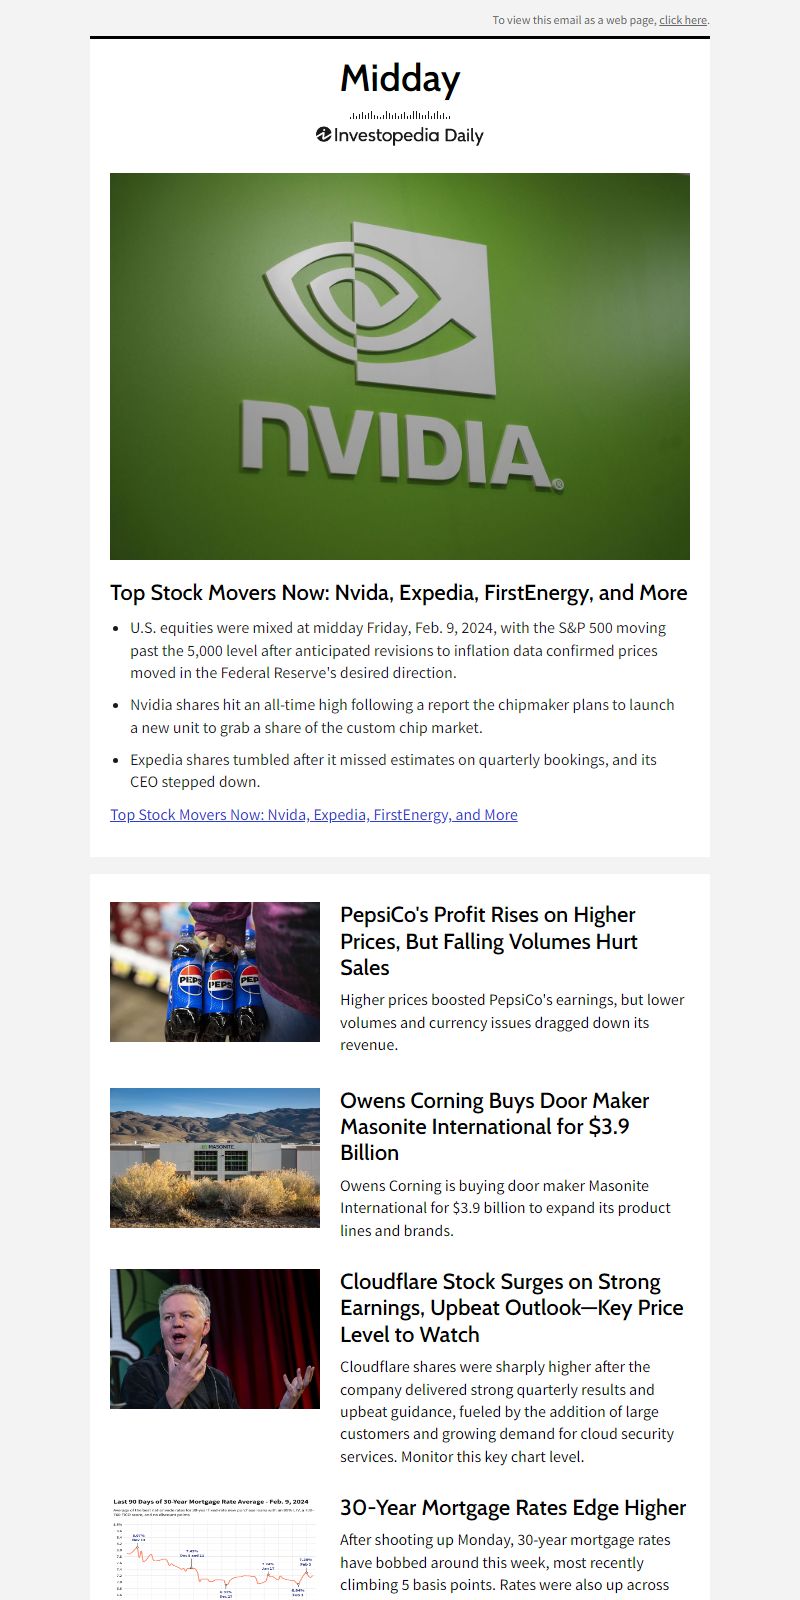 To view this email as a web page, click here.
Midday
Investopedia Daily
NVIDIA
Top Stock Movers Now: Nvida, Expedia, FirstEnergy, and More
• U.S. equities were mixed at midday Friday, Feb. 9, 2024, with the S&P 500 moving
past the 5,000 level after anticipated revisions to inflation data confirmed prices
moved in the Federal Reserve's desired direction.
• Nvidia shares hit an all-time high following a report the chipmaker plans to launch
a new unit to grab a share of the custom chip market.
• Expedia shares tumbled after it missed estimates on quarterly bookings, and its
CEO stepped down.
Top Stock Movers Now: Nvida, Expedia, FirstEnergy, and More
PEPSI
PepsiCo's Profit Rises on Higher
Prices, But Falling Volumes Hurt
Sales
Higher prices boosted PepsiCo's earnings, but lower
volumes and currency issues dragged down its
revenue.
MASONITE
Owens Corning Buys Door Maker
Masonite International for $3.9
Billion
Owens Corning is buying door maker Masonite
International for $3.9 billion to expand its product
lines and brands.
Cloudflare Stock Surges on Strong
Earnings, Upbeat Outlook—Key Price
Level to Watch
Cloudflare shares were sharply higher after the
company delivered strong quarterly results and
upbeat guidance, fueled by the addition of large
customers and growing demand for cloud security
services. Monitor this key chart level.
Last 90 Days of 30-Year Mortgage Rate Average - Feb. 9, 2024
30-Year Mortgage Rates Edge Higher
After shooting up Monday, 30-year mortgage rates
have bobbed around this week, most recently
climbing 5 basis points. Rates were also up across